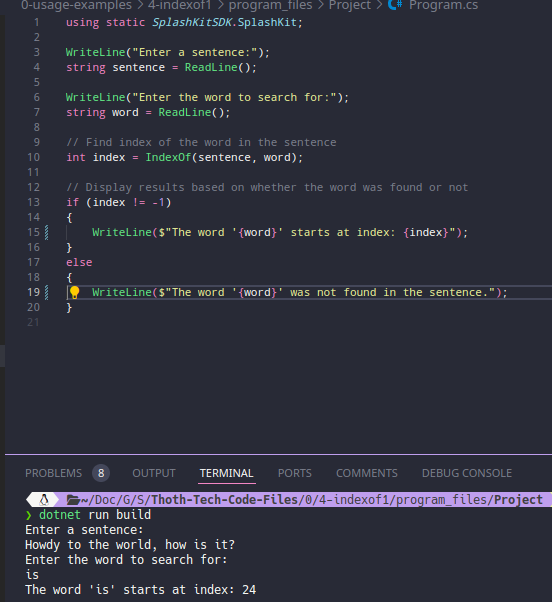 0-usage-examples > 4-indexof1 > program_files > Project > Program.cs
1 using static SplashKitSDK.SplashKit;
2
3 WriteLine("Enter a sentence:");
4 string sentence = ReadLine();
5
6 WriteLine("Enter the word to search for:");
7 string word = ReadLine();
8
9 // Find index of the word in the sentence
10 int index = IndexOf(sentence, word);
11
12 // Display results based on whether the word was found or not
13 if (index != -1)
14 {
15 WriteLine($"The word '{word}' starts at index: {index}");
16 }
17 else
18 {
19 WriteLine($"The word '{word}' was not found in the sentence.");
20 }
21
PROBLEMS 8 OUTPUT TERMINAL PORTS COMMENTS DEBUG CONSOLE
~/Doc/G/S/Thoth-Tech-Code-Files/0/4-indexof1/program_files/Project
❯ dotnet run build
Enter a sentence:
Howdy to the world, how is it?
Enter the word to search for:
is
The word 'is' starts at index: 24